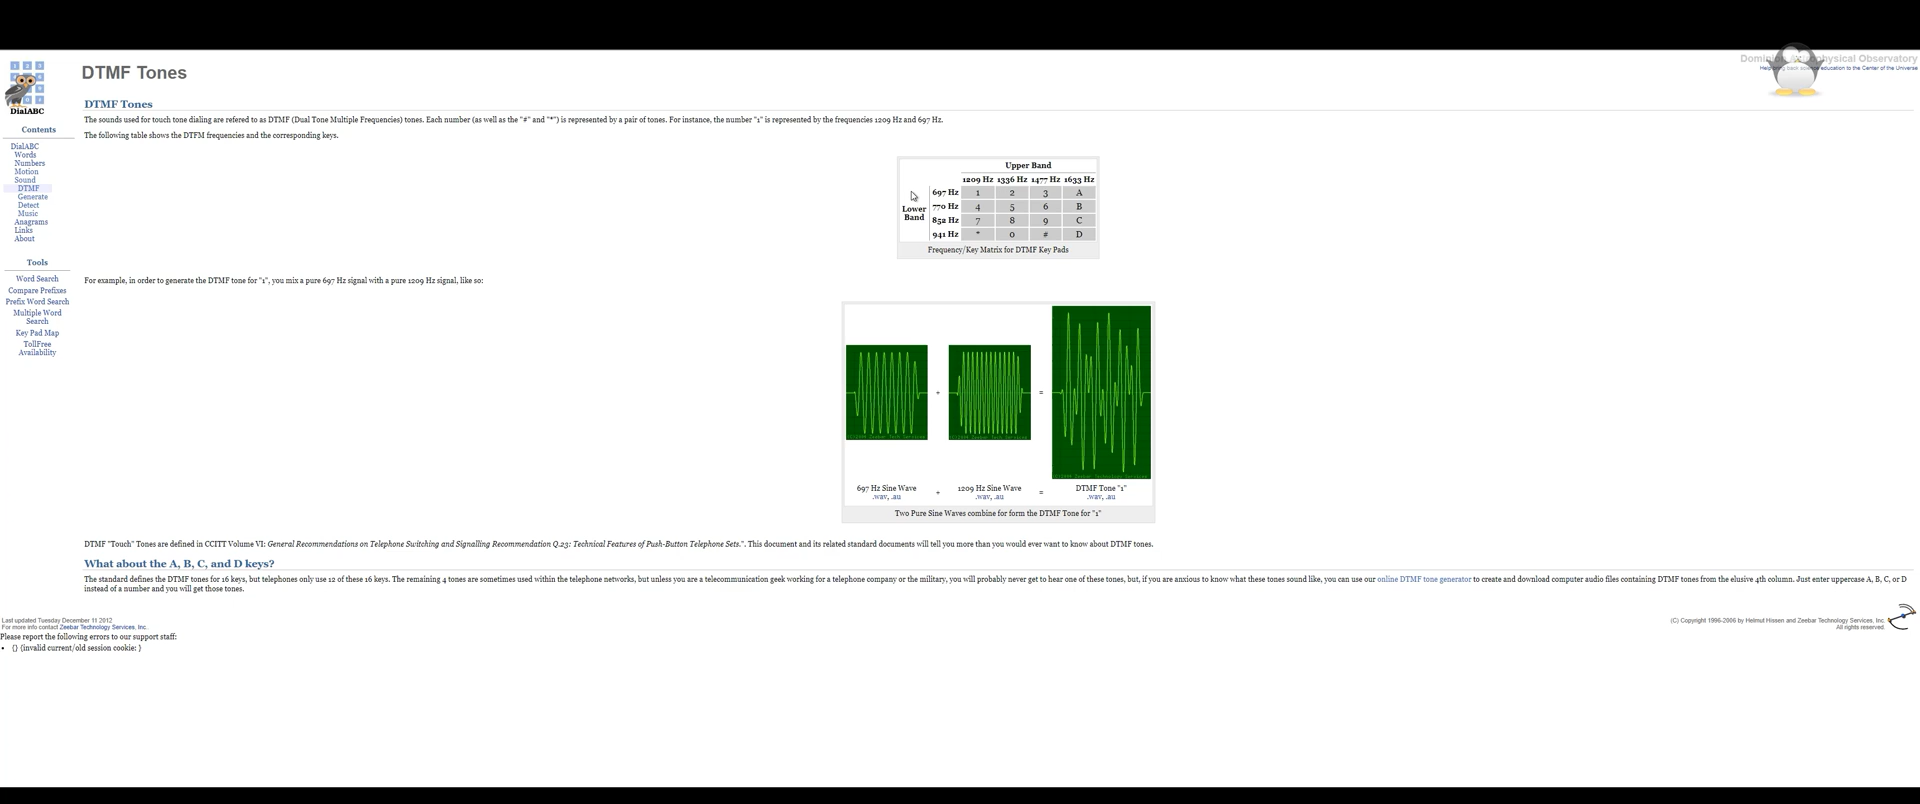 DTMF Tones
Help bring back science education to the Center of the Universe
DialABC
Contents
DialABC
Words
Numbers
Motion
Sound
DTMF
Generate
Detect
Music
Anagrams
Links
About
Tools
Word Search
Compare Prefixes
Prefix Word Search
Multiple Word
Search
Key Pad Map
TollFree
Availability
DTMF Tones
The sounds used for touch tone dialing are refered to as DTMF (Dual Tone Multiple Frequencies) tones. Each number (as well as the "#" and "*") is represented by a pair of tones. For instance, the number "1" is represented by the frequencies 1209 Hz and 697 Hz.
The following table shows the DTFM frequencies and the corresponding keys.
Upper Band
1209 Hz 1336 Hz 1477 Hz 1633 Hz
697 Hz 1 2 3 A
Lower Band
770 Hz 4 5 6 B
852 Hz 7 8 9 C
941 Hz * 0 # D
Frequency/Key Matrix for DTMF Key Pads
For example, in order to generate the DTMF tone for "1", you mix a pure 697 Hz signal with a pure 1209 Hz signal, like so:
+ =
697 Hz Sine Wave + 1209 Hz Sine Wave = DTMF Tone "1"
.wav, .au .wav, .au .wav, .au
Two Pure Sine Waves combine for form the DTMF Tone for "1"
DTMF "Touch" Tones are defined in CCITT Volume VI: General Recommendations on Telephone Switching and Signalling Recommendation Q.23: Technical Features of Push-Button Telephone Sets.". This document and its related standard documents will tell you more than you would ever want to know about DTMF tones.
What about the A, B, C, and D keys?
The standard defines the DTMF tones for 16 keys, but telephones only use 12 of these 16 keys. The remaining 4 tones are sometimes used within the telephone networks, but unless you are a telecommunication geek working for a telephone company or the military, you will probably never get to hear one of these tones, but, if you are anxious to know what these tones sound like, you can use our online DTMF tone generator to create and download computer audio files containing DTMF tones from the elusive 4th column. Just enter uppercase A, B, C, or D
instead of a number and you will get those tones.
Last updated Tuesday December 11 2012
For more info contact Zeebar Technology Services, Inc.
(C) Copyright 1996-2006 by Helmut Hissen and Zeebar Technology Services, Inc.
All rights reserved.
Please report the following errors to our support staff:
• {} {invalid current/old session cookie: }